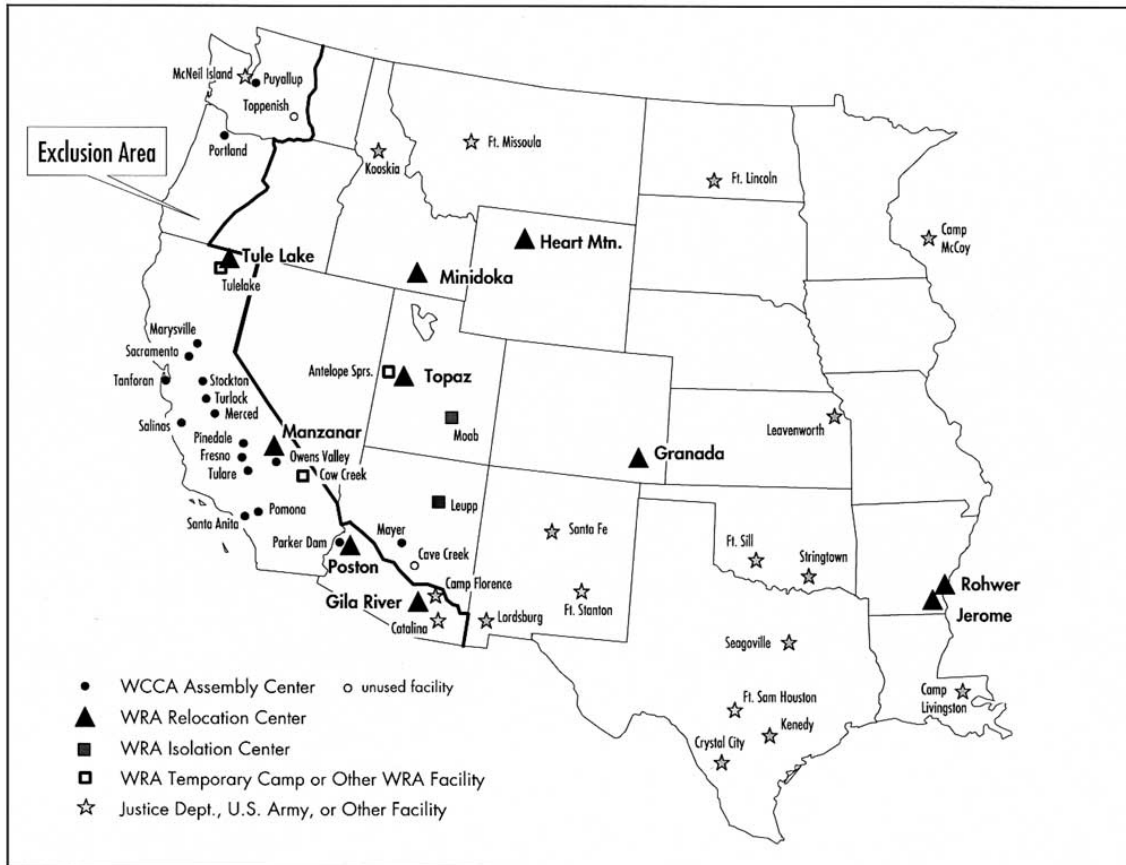 McNeil Island
Puyallup
Toppenish
Portland
Exclusion Area
Kooskia
Ft. Missoula
Ft. Lincoln
Camp
McCoy
Tule Lake
Tulelake
Minidoka
Heart Mtn.
Marysville
Sacramento
Tanforan
Stockton
Turlock
Merced
Salinas
Pinedale
Fresno
Tulare
Manzanar
Owens Valley
Cow Creek
Antelope Sprs.
Topaz
Moab
Granada
Leavenworth
Pomona
Santa Anita
Leupp
Parker Dam
Poston
Mayer
Cave Creek
Camp Florence
Gila River
Catalina
Lordsburg
Santa Fe
Ft. Stanton
Ft. Sill
Stringtown
Rohwer
Jerome
Seagoville
Ft. Sam Houston
Kenedy
Crystal City
Camp
Livingston
WCCA Assembly Center
unused facility
WRA Relocation Center
WRA Isolation Center
WRA Temporary Camp or Other WRA Facility
Justice Dept., U.S. Army, or Other Facility